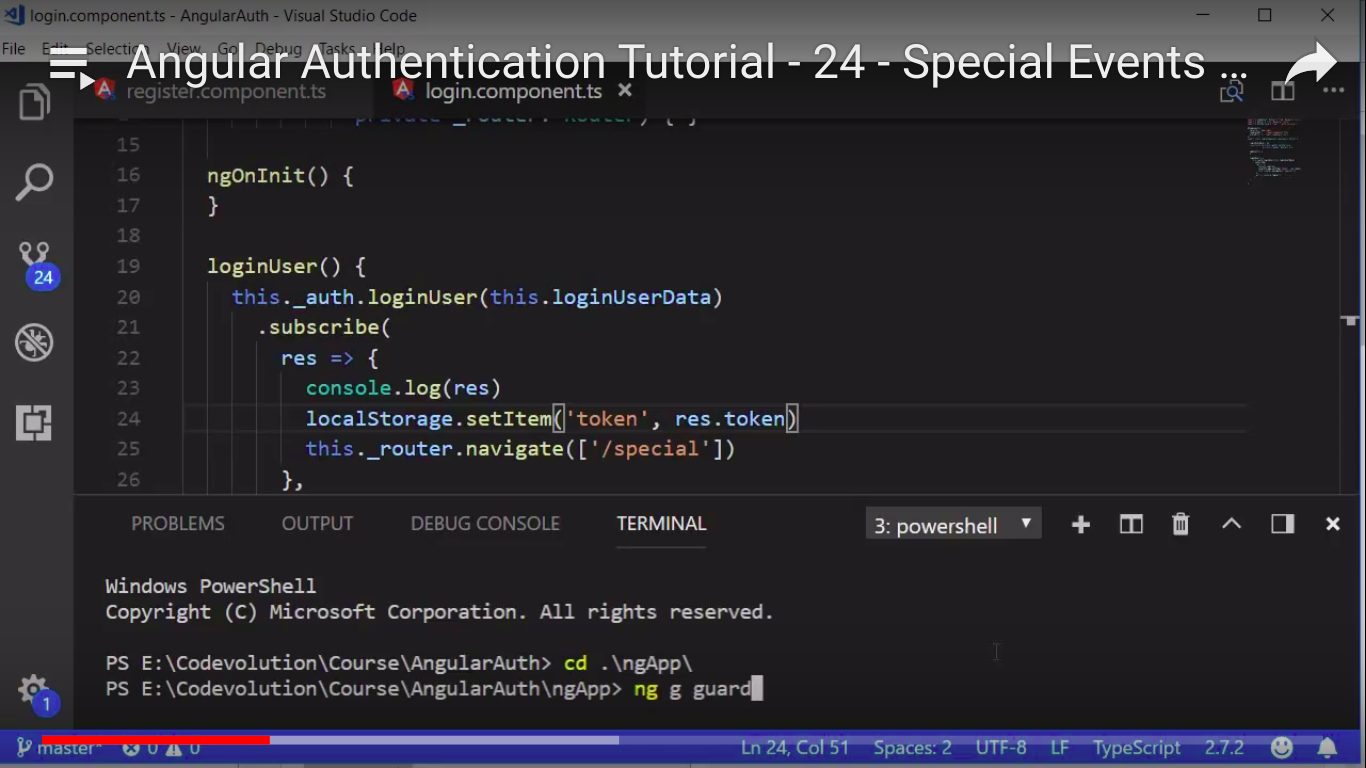 login.component.ts - AngularAuth - Visual Studio Code
File Edit Selection View Go Debug Tasks Help
Angular Authentication Tutorial - 24 - Special Events ...
register.component.ts login.component.ts
private _router: Router) { }
15
16 ngOnInit() {
17 }
18
19 loginUser() {
20 this._auth.loginUser(this.loginUserData)
21 .subscribe(
22 res => {
23 console.log(res)
24 localStorage.setItem('token', res.token)
25 this._router.navigate(['/special'])
26 },
24
PROBLEMS OUTPUT DEBUG CONSOLE TERMINAL 3: powershell
Windows PowerShell
Copyright (C) Microsoft Corporation. All rights reserved.
PS E:\Codevolution\Course\AngularAuth> cd .\ngApp\
PS E:\Codevolution\Course\AngularAuth\ngApp> ng g guard
1
master* 0 0 Ln 24, Col 51 Spaces: 2 UTF-8 LF TypeScript 2.7.2